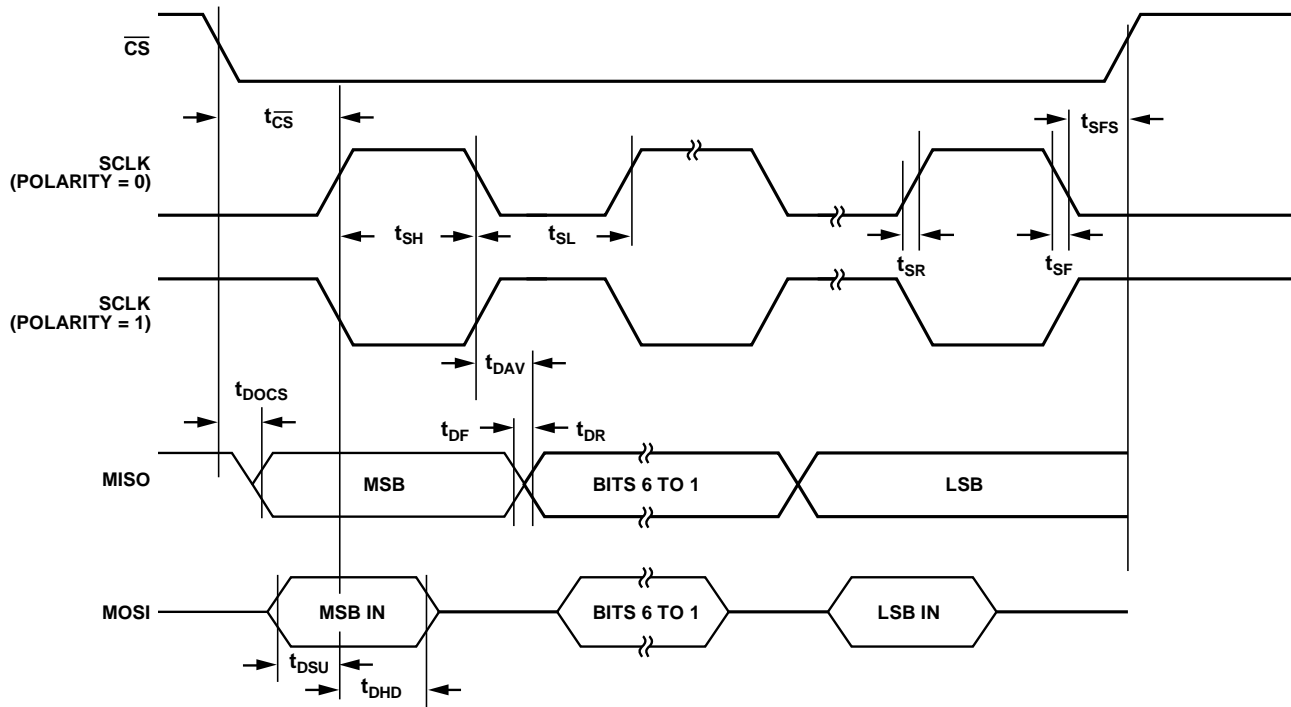 CS
tCS
tSFS
SCLK
(POLARITY = 0)
tSH
tSL
tSR
tSF
SCLK
(POLARITY = 1)
tDAV
tDOCS
tDF
tDR
MISO
MSB
BITS 6 TO 1
LSB
MOSI
MSB IN
BITS 6 TO 1
LSB IN
tDSU
tDHD